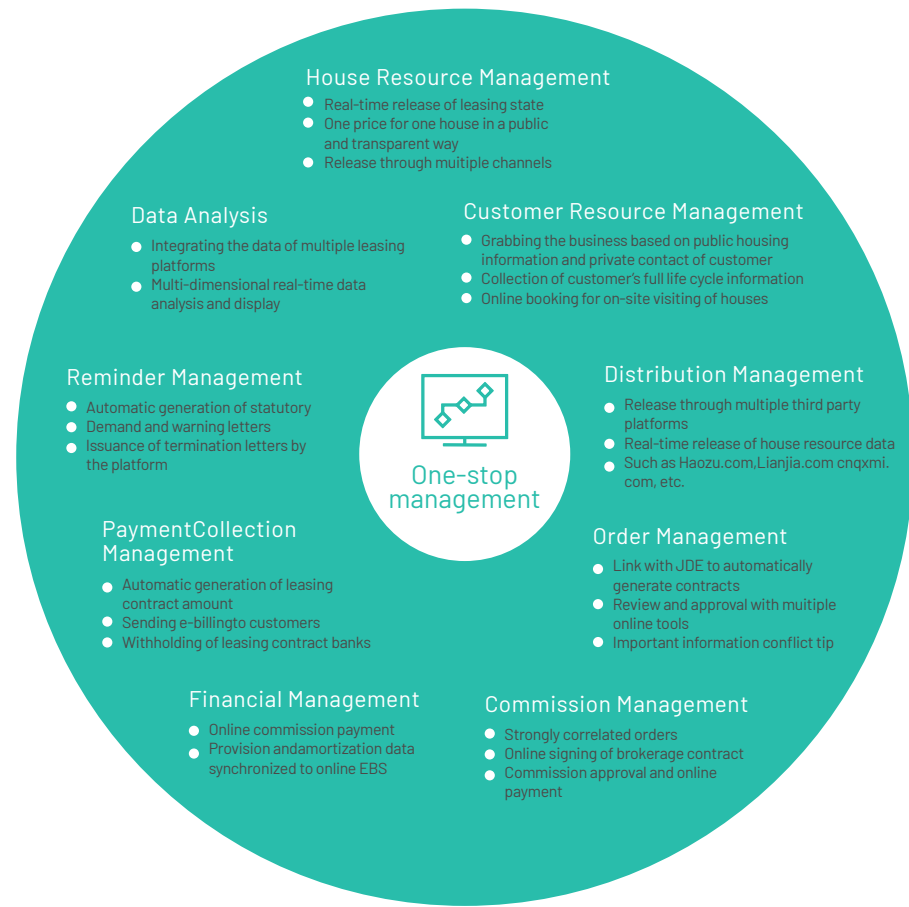 House Resource Management
Real-time release of leasing state
One price for one house in a public
and transparent way
Release through muitiple channels
Data Analysis
Integrating the data of multiple leasing
platforms
Multi-dimensional real-time data
analysis and display
Customer Resource Management
Grabbing the business based on public housing
information and private contact of customer
Collection of customer's full life cycle information
Online booking for on-site visiting of houses
Reminder Management
Automatic generation of statutory
Demand and warning letters
Issuance of termination letters by
the platform
One-stop
management
Distribution Management
Release through multiple third party
platforms
Real-time release of house resource data
Such as Haozu.com,Lianjia.com cnqxmi.
com, etc.
PaymentCollection
Management
Automatic generation of leasing
contract amount
Sending e-billingto customers
Withholding of leasing contract banks
Order Management
Link with JDE to automatically
generate contracts
Review and approval with muitiple
online tools
Important information conflict tip
Financial Management
Online commission payment
Provision andamortization data
synchronized to online EBS
Commission Management
Strongly correlated orders
Online signing of brokerage contract
Commission approval and online
payment